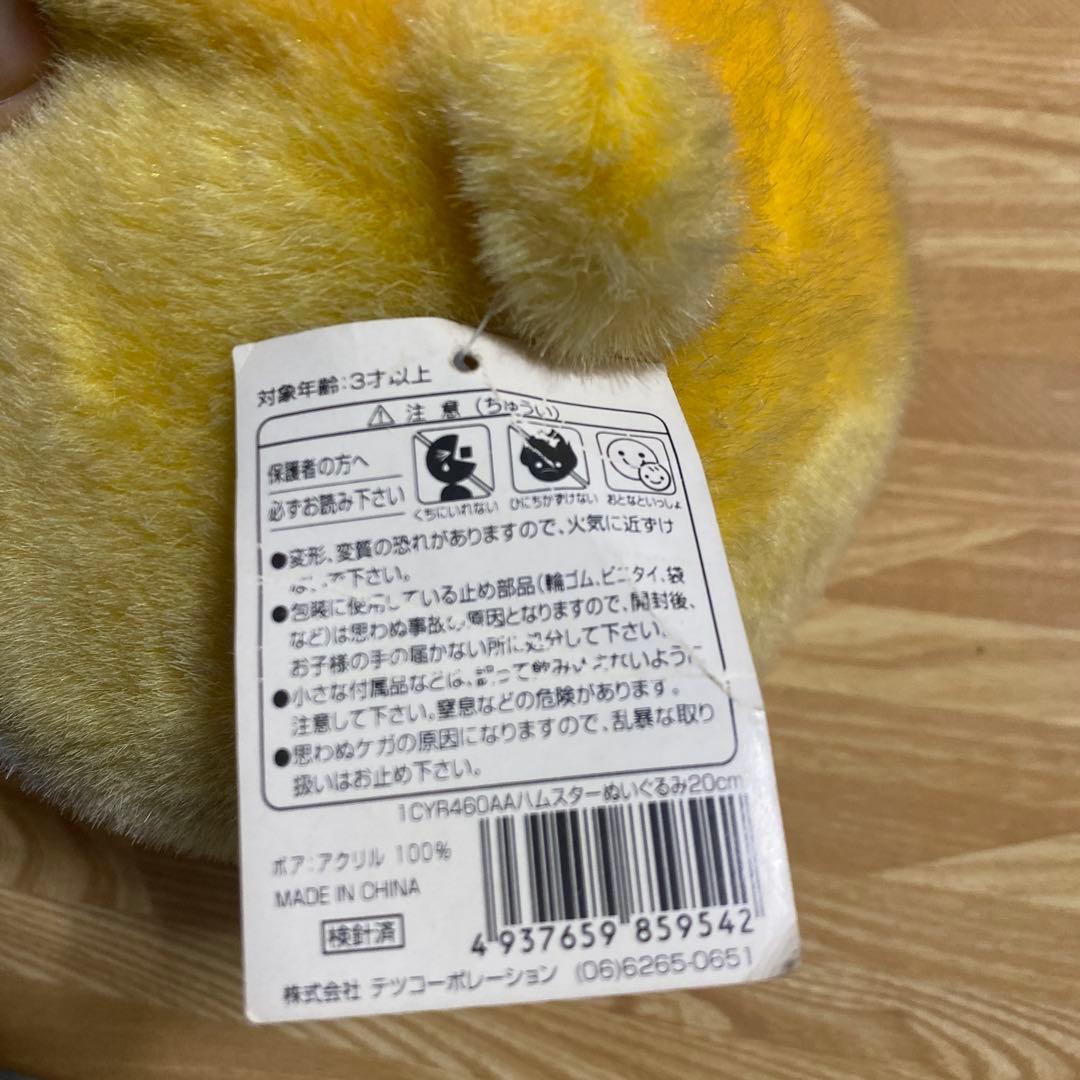 対象年齢:3才以上
⚠ 注意(ちゅうい)
保護者の方へ
必ずお読み下さい
くちにいれない ひにちかずけない おとなといっしょ
●変形、変質の恐れがありますので、火気に近ずけ
下さい。
●包装に使用している止め部品(輪ゴム、ビニタイ、袋
など)は思わぬ事故の原因となりますので、開封後、
お子様の手の届かない所に処分して下さい。
●小さな付属品などは、誤って飲み込まないように
注意して下さい。窒息などの危険があります。
●思わぬケガの原因になりますので、乱暴な取り
扱いはお止め下さい。
1CYR460AAハムスターぬいぐるみ20cm
ボア:アクリル 100%
MADE IN CHINA
検針済
4 937659 859542
株式会社 テツコーポレーション (06)6265-0651